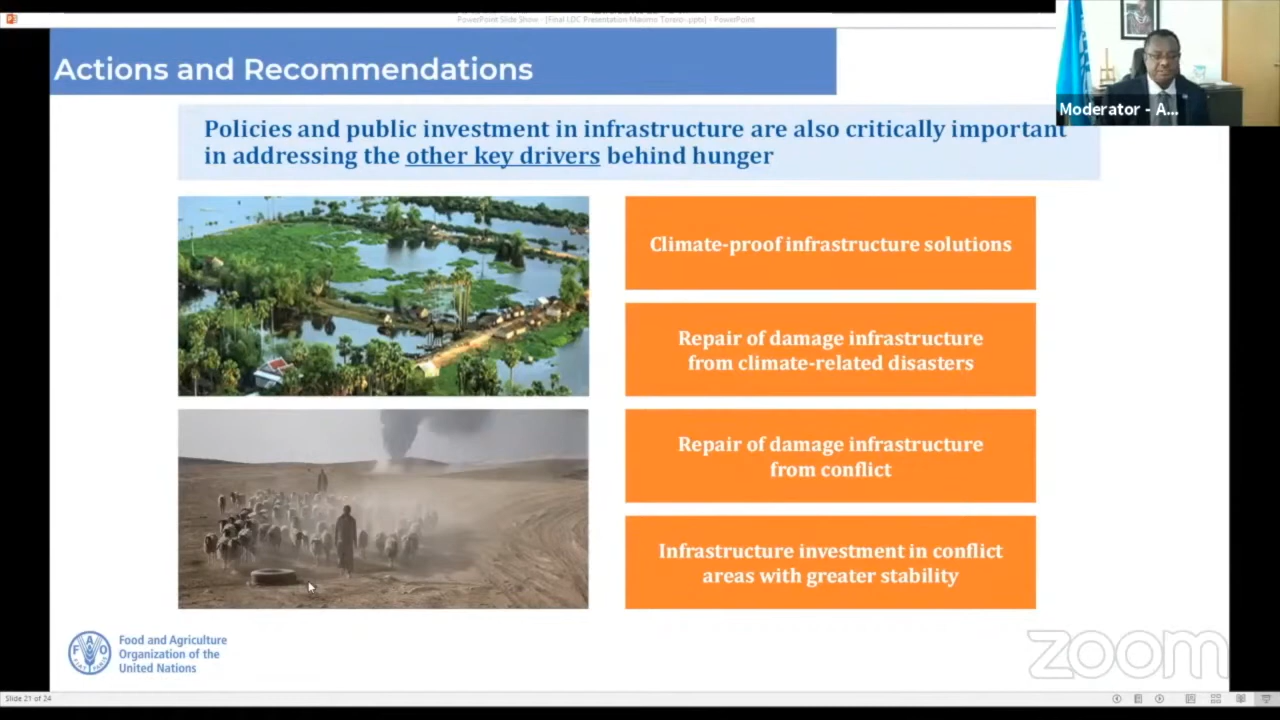 PowerPoint Slide Show - [Final LDC Presentation Maximo Torero-.pptx] - PowerPoint
Actions and Recommendations
Moderator - A...
Policies and public investment in infrastructure are also critically important
in addressing the other key drivers behind hunger
Climate-proof infrastructure solutions
Repair of damage infrastructure
from climate-related disasters
Repair of damage infrastructure
from conflict
Infrastructure investment in conflict
areas with greater stability
F A O
FIAT PANIS
Food and Agriculture
Organization of the
United Nations
zoom
Slide 21 of 24